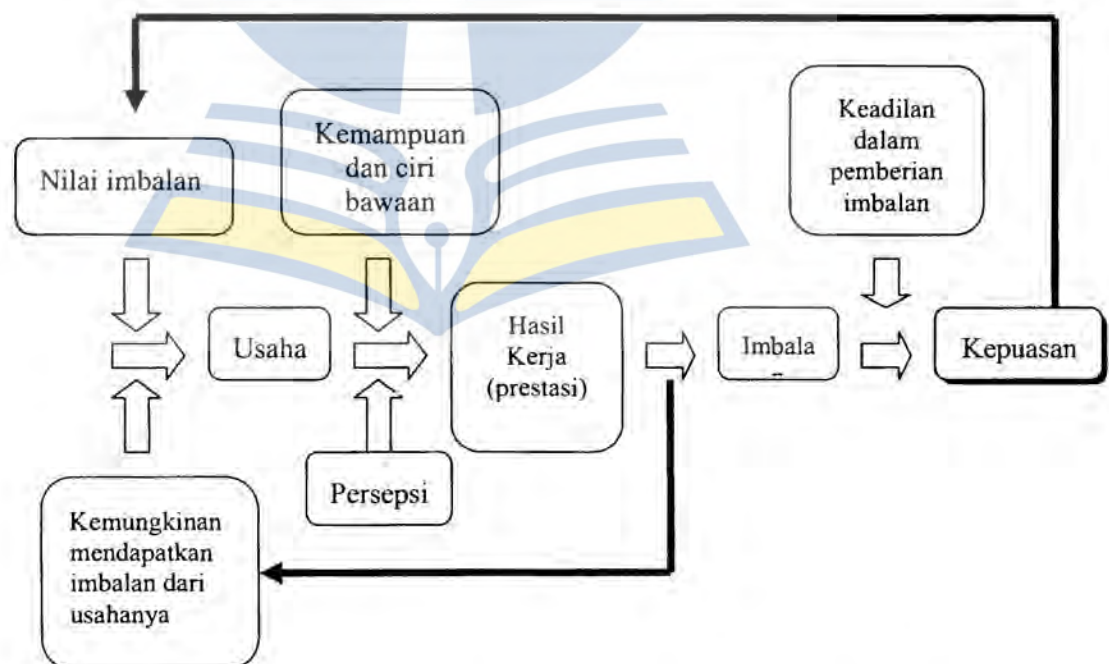 Nilai imbalan
Kemampuan
dan ciri
bawaan
Keadilan
dalam
pemberian
imbalan
Usaha
Hasil
Kerja
(prestasi)
Imbala
Kepuasan
Persepsi
Kemungkinan
mendapatkan
imbalan dari
usahanya